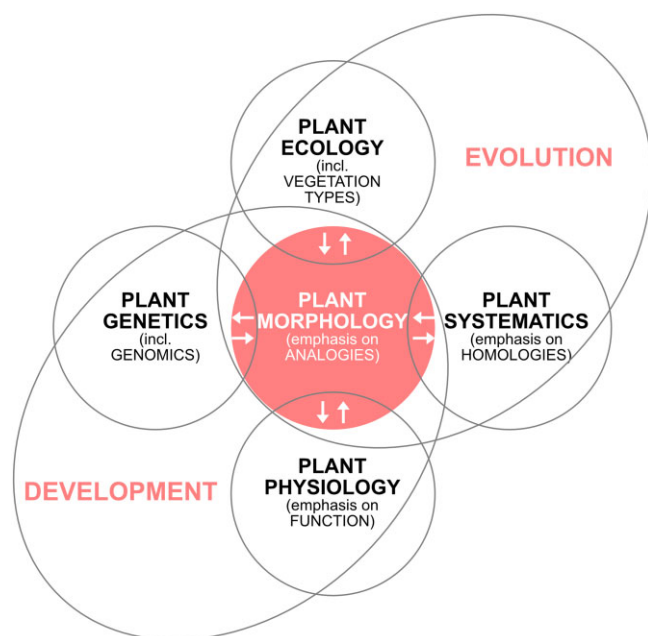 PLANT
ECOLOGY
(incl.
VEGETATION
TYPES)
EVOLUTION
PLANT
GENETICS
(incl.
GENOMICS)
PLANT
MORPHOLOGY
(emphasis on
ANALOGIES)
PLANT
SYSTEMATICS
(emphasis on
HOMOLOGIES)
DEVELOPMENT
PLANT
PHYSIOLOGY
(emphasis on
FUNCTION)